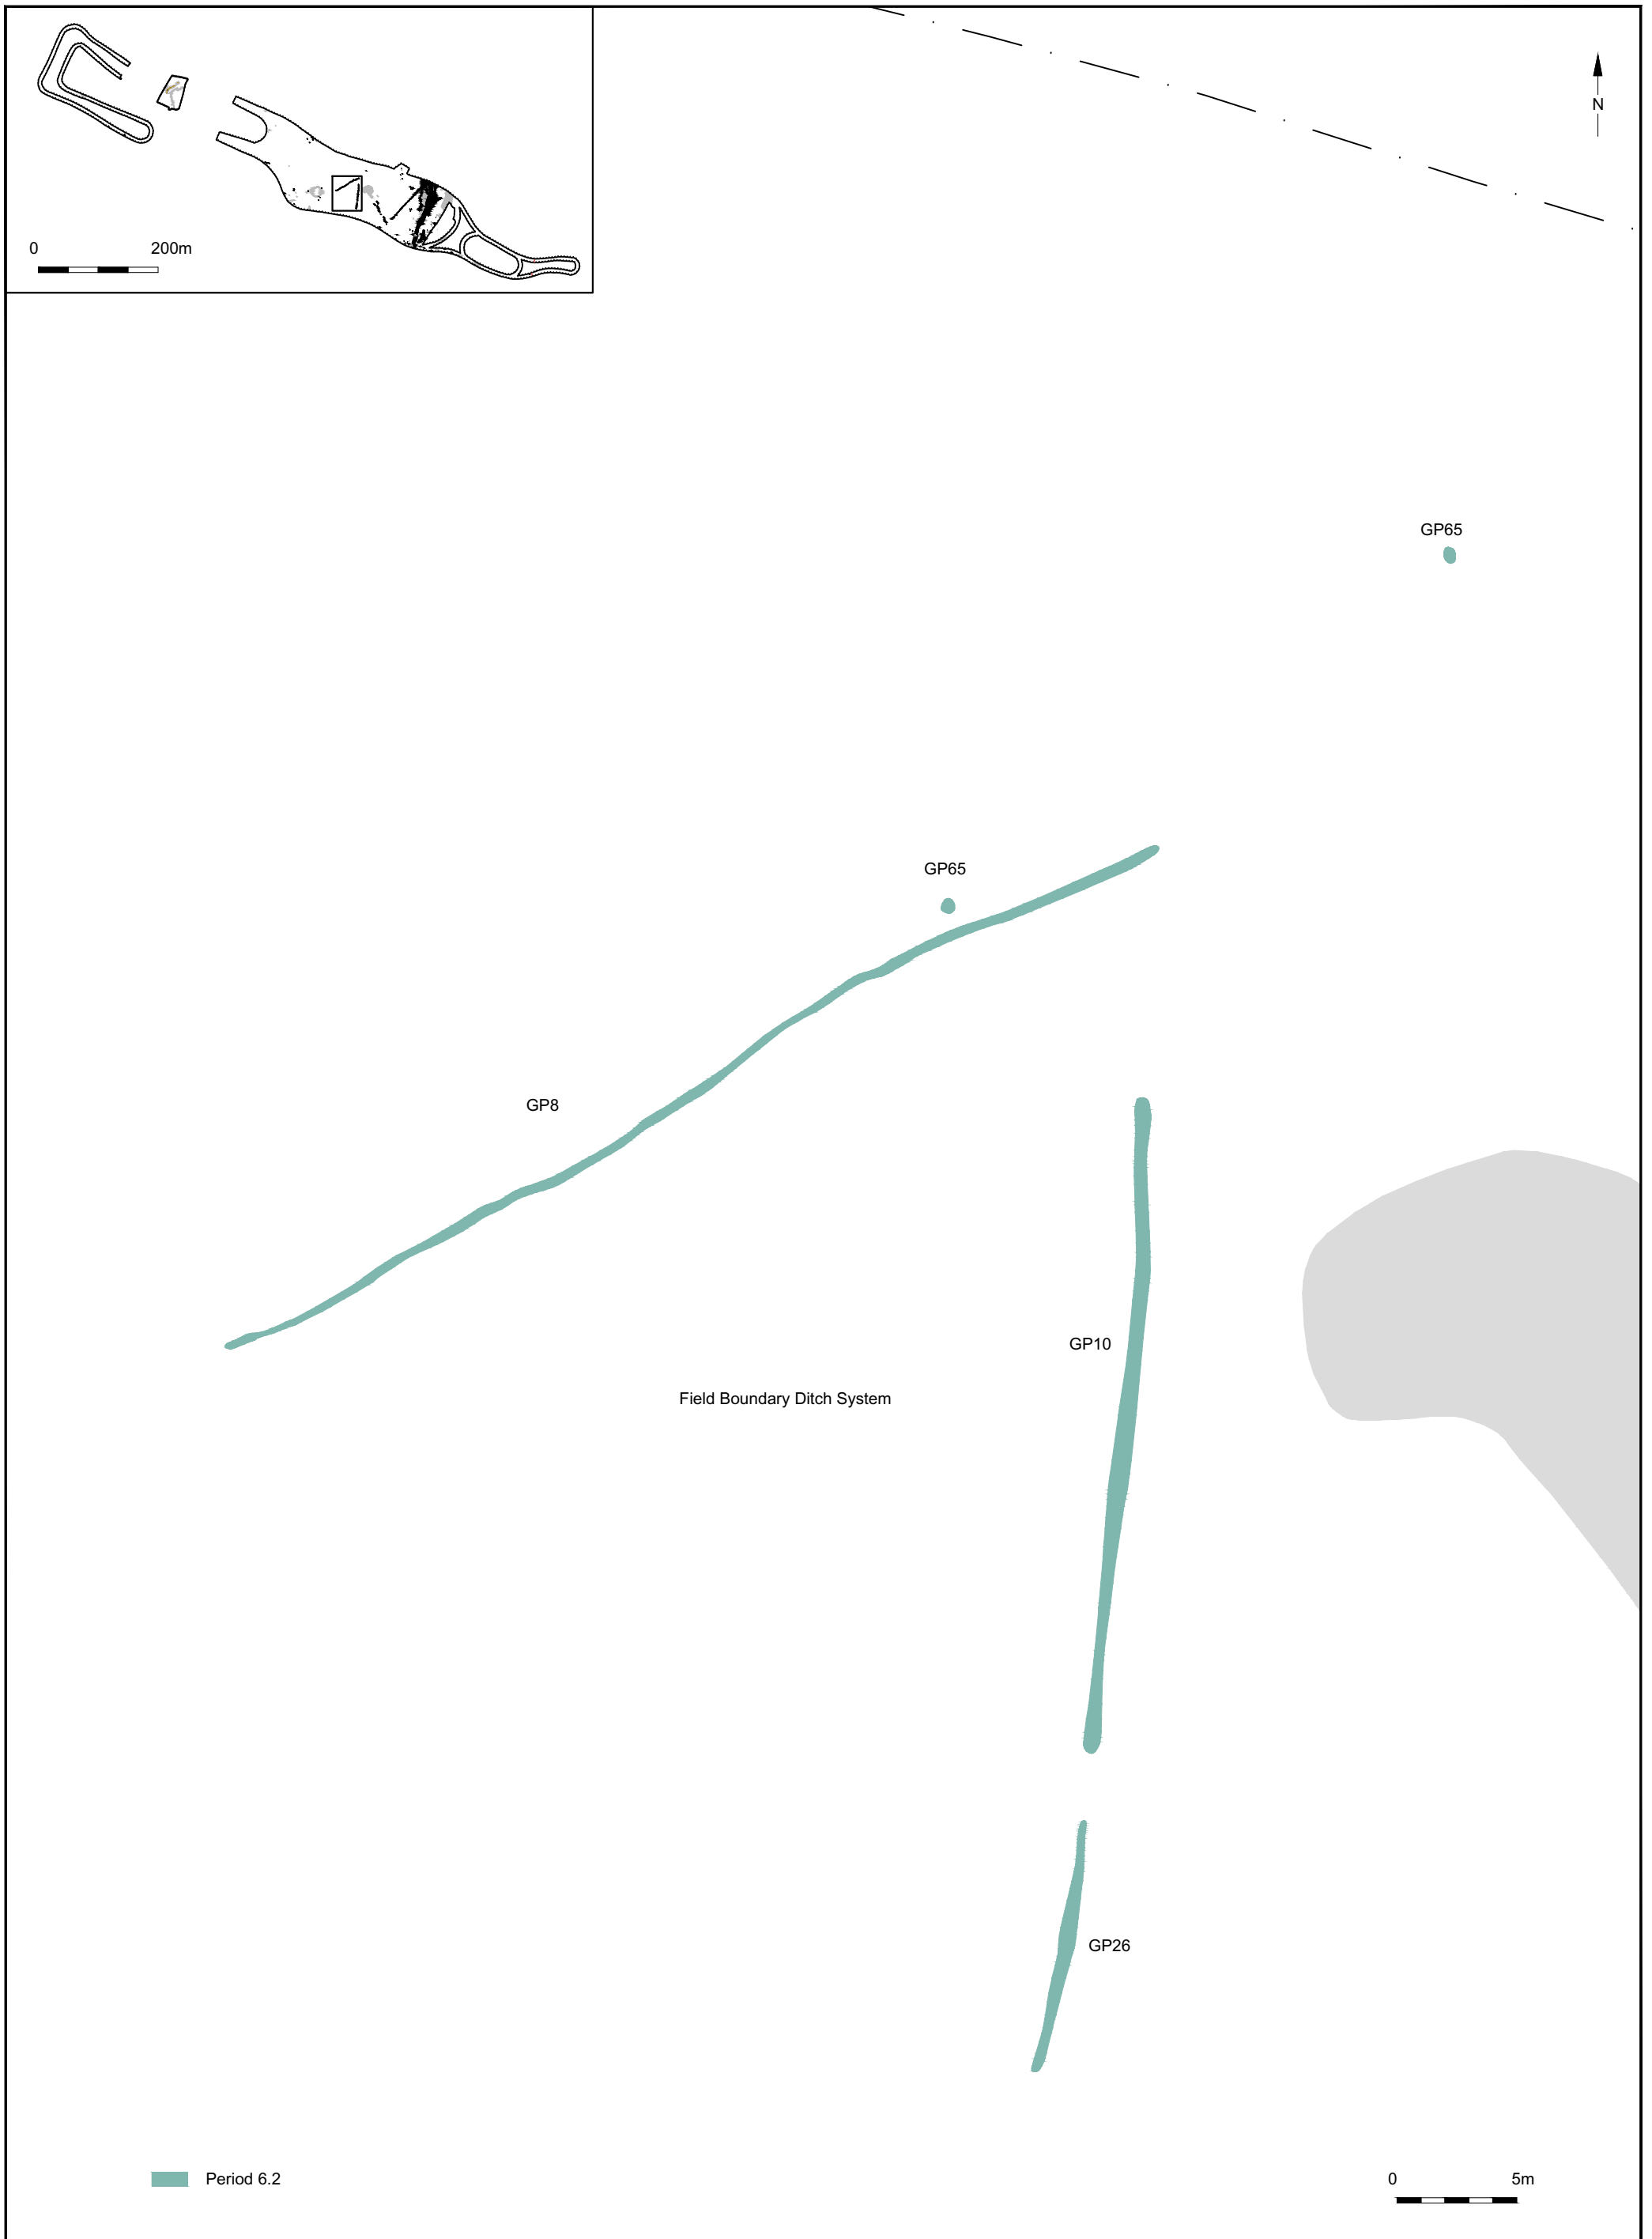 N
0 200m
GP65
GP65
GP8
GP10
Field Boundary Ditch System
GP26
Period 6.2
0 5m